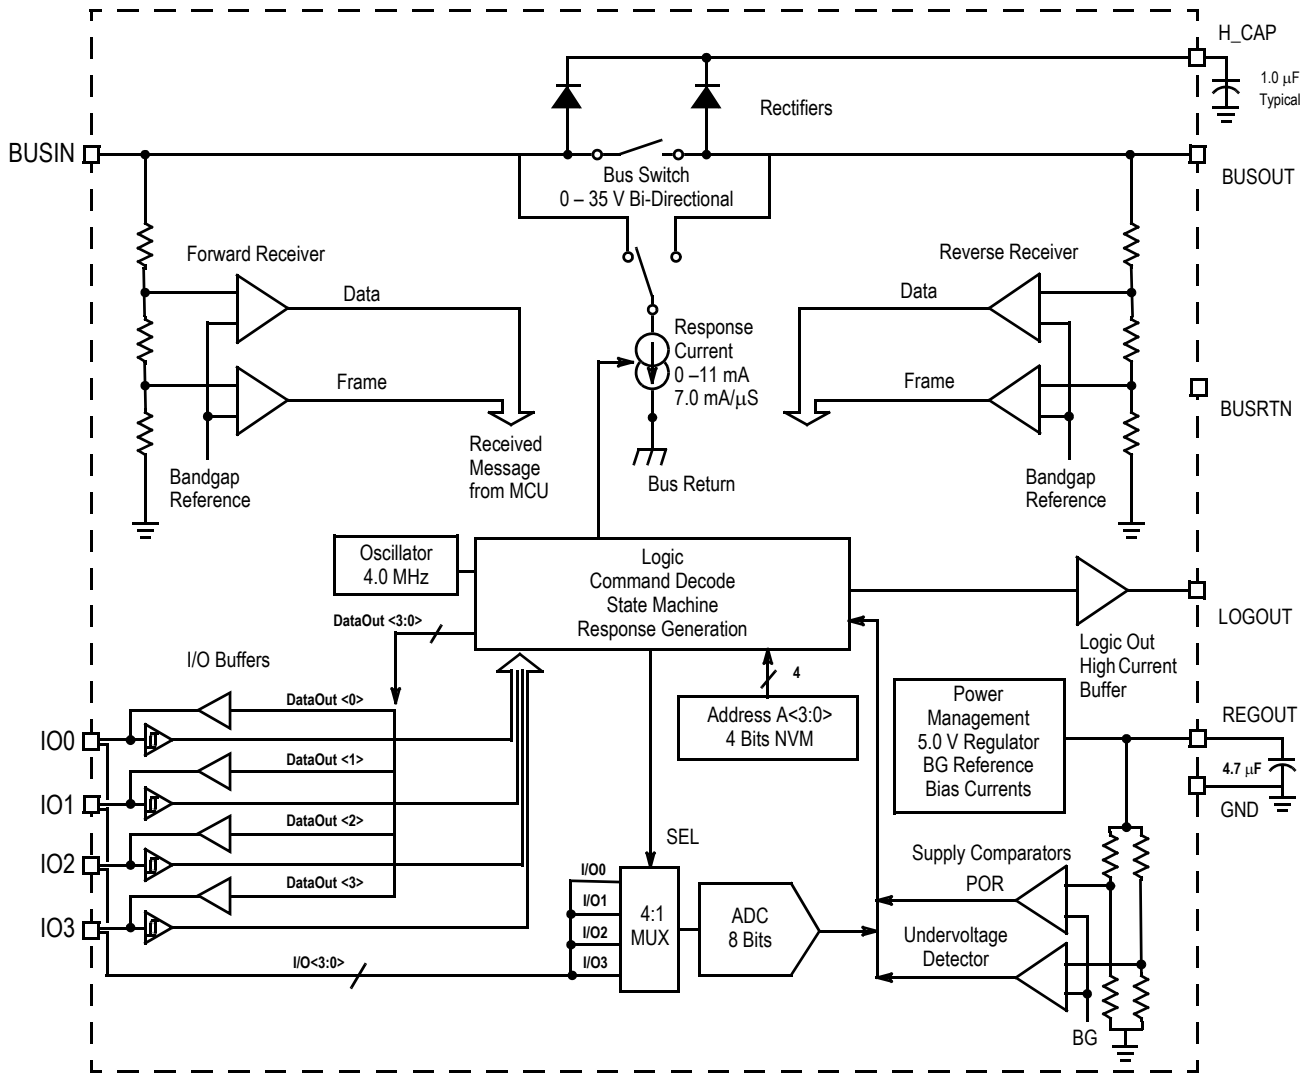 H_CAP
1.0 μF
Typical
Rectifiers
BUSIN
Bus Switch
0 – 35 V Bi-Directional
BUSOUT
Forward Receiver
Data
Frame
Bandgap
Reference
Received
Message
from MCU
Response
Current
0 –11 mA
7.0 mA/μS
Bus Return
Reverse Receiver
Data
Frame
Bandgap
Reference
BUSRTN
Oscillator
4.0 MHz
Logic
Command Decode
State Machine
Response Generation
LOGOUT
Logic Out
High Current
Buffer
DataOut <3:0>
I/O Buffers
DataOut <0>
IO0
DataOut <1>
IO1
DataOut <2>
IO2
DataOut <3>
IO3
I/O<3:0>
4
Address A<3:0>
4 Bits NVM
Power
Management
5.0 V Regulator
BG Reference
Bias Currents
REGOUT
4.7 μF
GND
SEL
I/O0
I/O1
I/O2
I/O3
4:1
MUX
ADC
8 Bits
Supply Comparators
POR
Undervoltage
Detector
BG